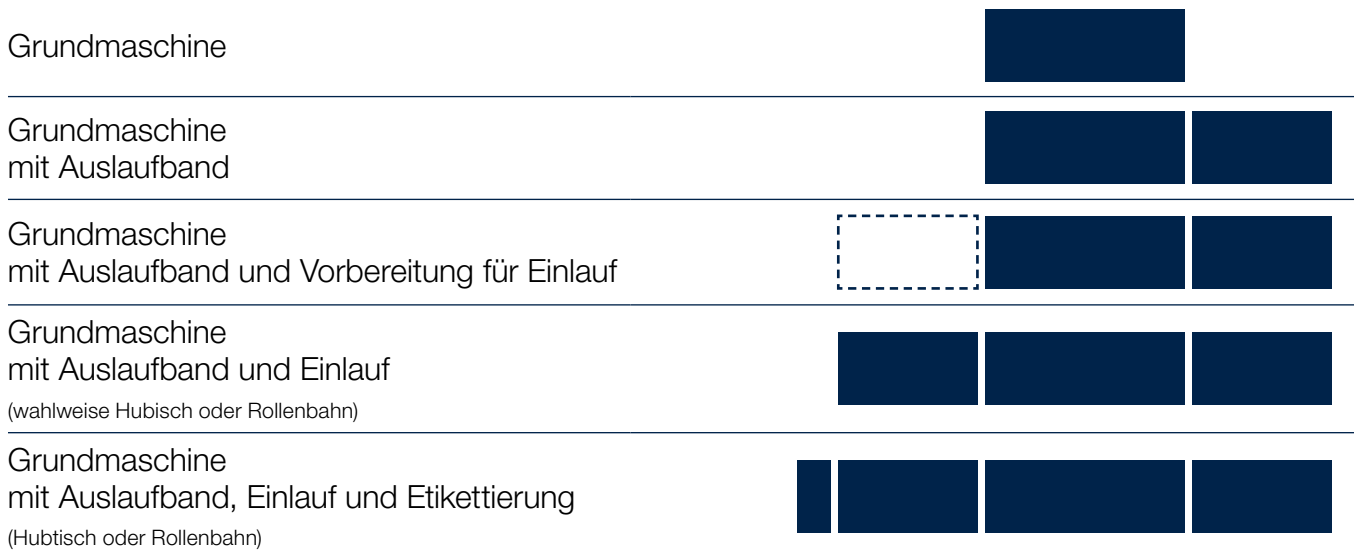 Grundmaschine
Grundmaschine
mit Auslaufband
Grundmaschine
mit Auslaufband und Vorbereitung für Einlauf
Grundmaschine
mit Auslaufband und Einlauf
(wahlweise Hubisch oder Rollenbahn)
Grundmaschine
mit Auslaufband, Einlauf und Etikettierung
(Hubtisch oder Rollenbahn)